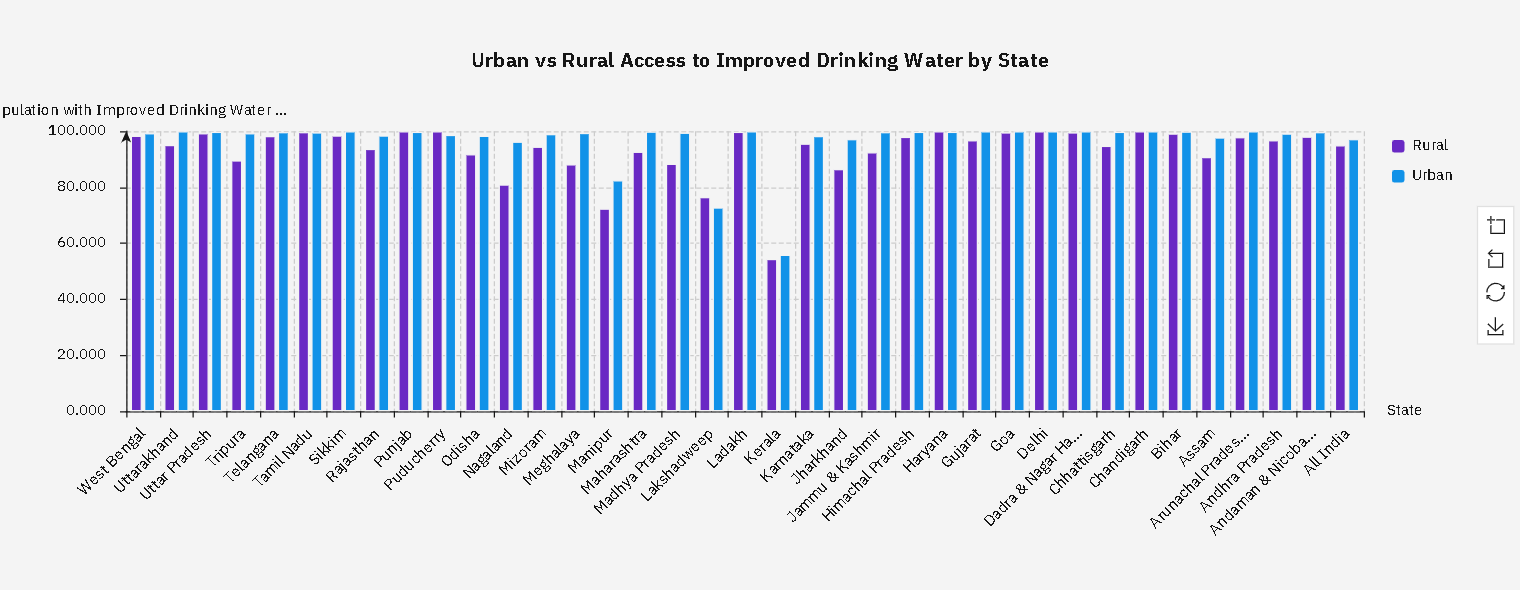 Urban vs Rural Access to Improved Drinking Water by State
pulation with Improved Drinking Water ...
100.000
80.000
60.000
40.000
20.000
0.000
Rural
Urban
State
West Bengal
Uttarakhand
Uttar Pradesh
Tripura
Telangana
Tamil Nadu
Sikkim
Rajasthan
Punjab
Puducherry
Odisha
Nagaland
Mizoram
Meghalaya
Manipur
Maharashtra
Madhya Pradesh
Lakshadweep
Ladakh
Kerala
Karnataka
Jharkhand
Jammu & Kashmir
Himachal Pradesh
Haryana
Gujarat
Goa
Delhi
Dadra & Nagar Ha...
Chhattisgarh
Chandigarh
Bihar
Assam
Arunachal Prades...
Andhra Pradesh
Andaman & Nicoba...
All India